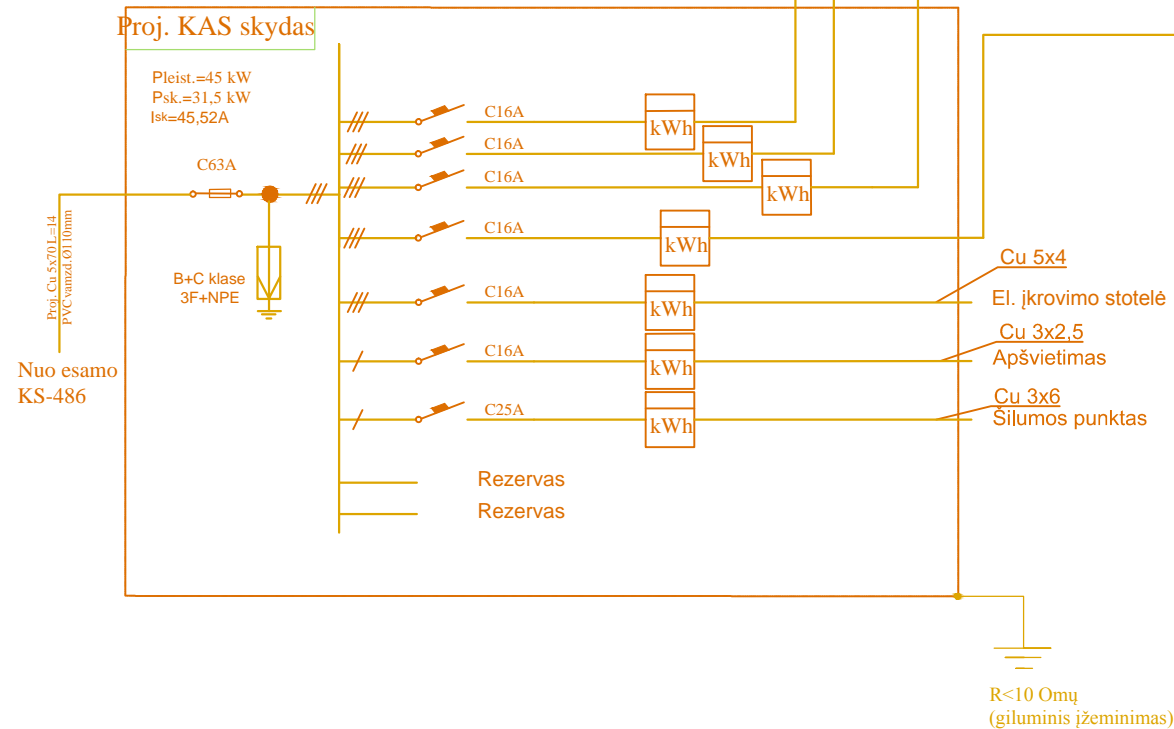 Proj. KAS skydas
Pleist.=45 kW
Psk.=31,5 kW
Isk=45,52A
C63A
Proj. Cu 5x70 L=14
PVC vamzd.Ø110mm
B+C klase
3F+NPE
Nuo esamo
KS-486
C16A
kWh
C16A
kWh
C16A
kWh
C16A
kWh
C16A
kWh
Cu 5x4
El. įkrovimo stotelė
C16A
kWh
Cu 3x2,5
Apšvietimas
C25A
kWh
Cu 3x6
Šilumos punktas
Rezervas
Rezervas
R<10 Omų
(giluminis įžeminimas)